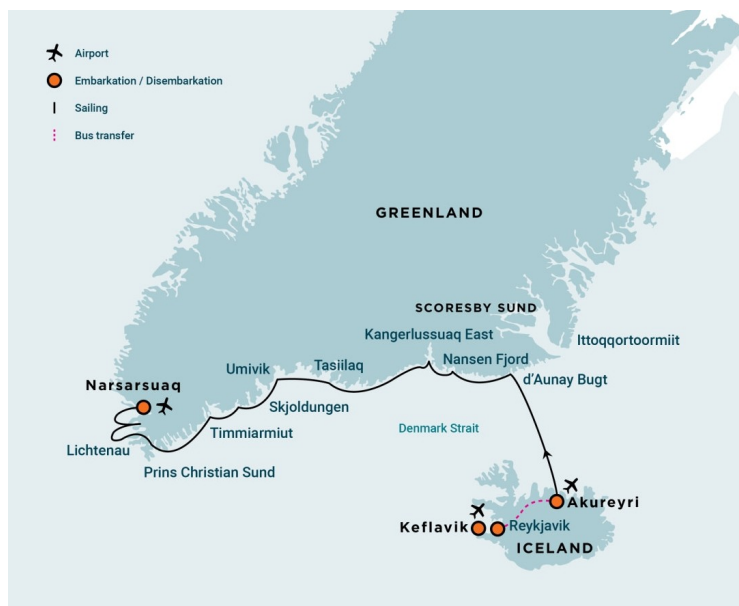 Airport
Embarkation / Disembarkation
Sailing
Bus transfer
GREENLAND
SCORESBY SUND
Kangerlussuaq East
Ittoqqortoormiit
Nansen Fjord
Tasiilaq
Umivik
d'Aunay Bugt
Narsarsuaq
Skjoldungen
Denmark Strait
Timmiarmiut
Lichtenau
Prins Christian Sund
Akureyri
Keflavik
Reykjavik
ICELAND